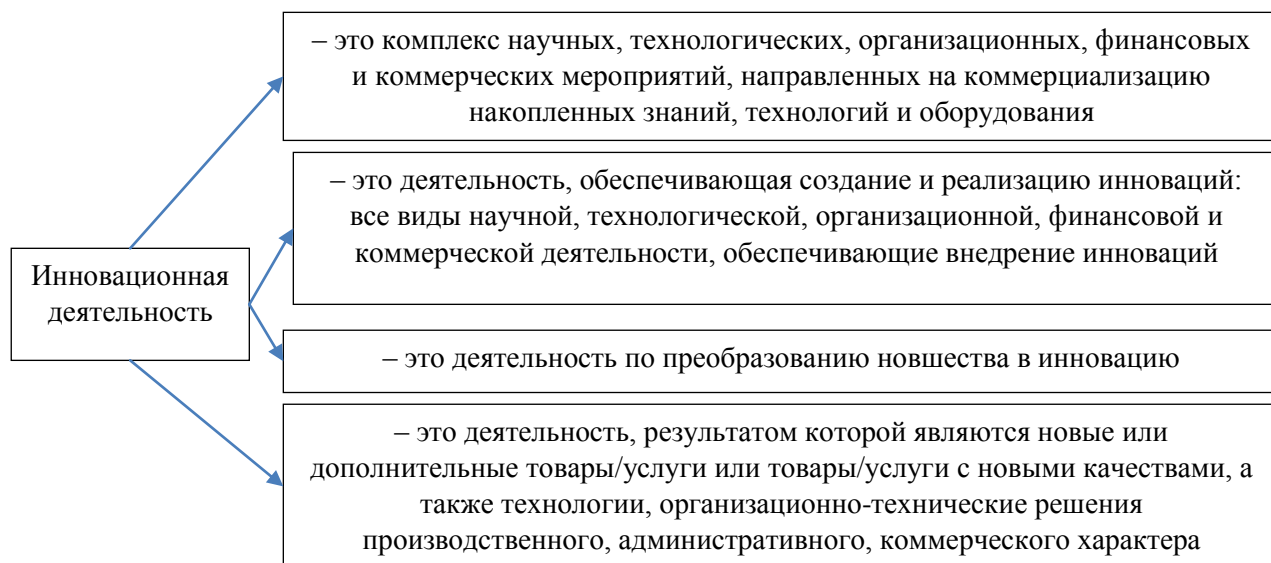 – это комплекс научных, технологических, организационных, финансовых
и коммерческих мероприятий, направленных на коммерциализацию
накопленных знаний, технологий и оборудования
– это деятельность, обеспечивающая создание и реализацию инноваций:
все виды научной, технологической, организационной, финансовой и
коммерческой деятельности, обеспечивающие внедрение инноваций
Инновационная
деятельность
– это деятельность по преобразованию новшества в инновацию
– это деятельность, результатом которой являются новые или
дополнительные товары/услуги или товары/услуги с новыми качествами, а
также технологии, организационно-технические решения
производственного, административного, коммерческого характера